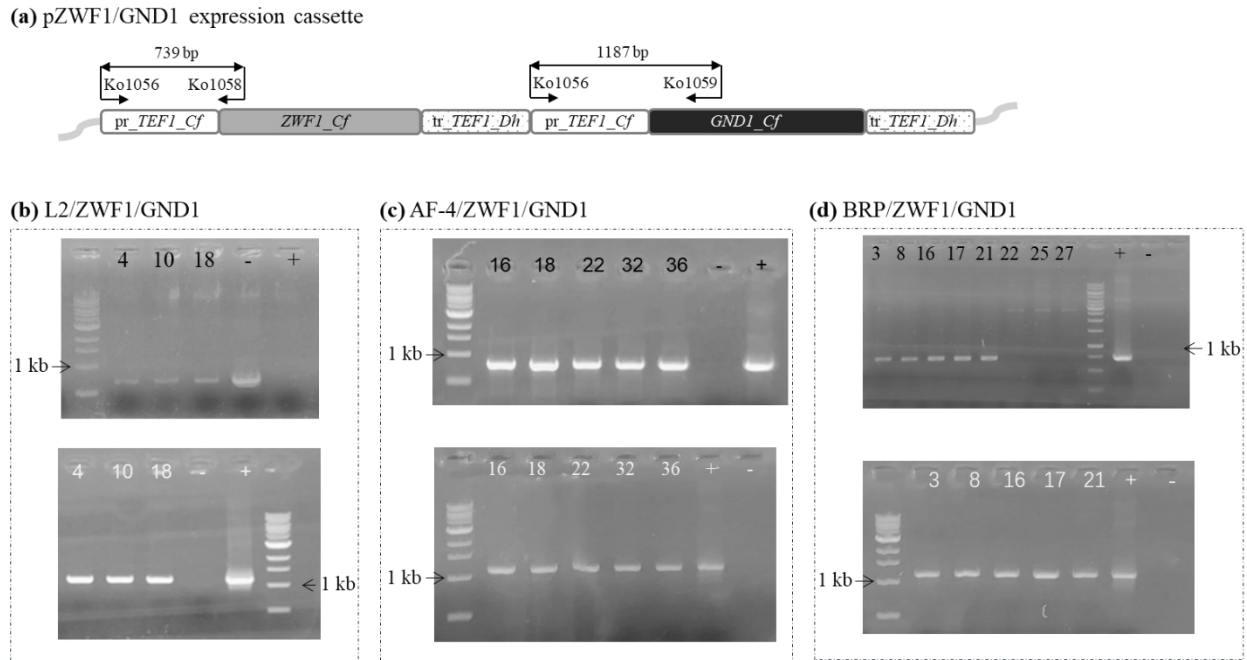 (a) pZWF1/GND1 expression cassette
739 bp 1187 bp
Ko1056 Ko1058 Ko1056 Ko1059
pr_TEF1_Cf ZWF1_Cf tr_TEF1_Dh pr_TEF1_Cf GND1_Cf tr_TEF1_Dh
(b) L2/ZWF1/GND1
4 10 18 - +
1 kb
4 10 18 - +
1 kb
(c) AF-4/ZWF1/GND1
16 18 22 32 36 - +
1 kb
16 18 22 32 36 + -
1 kb
(d) BRP/ZWF1/GND1
3 8 16 17 21 22 25 27 + -
1 kb
3 8 16 17 21 + -
1 kb